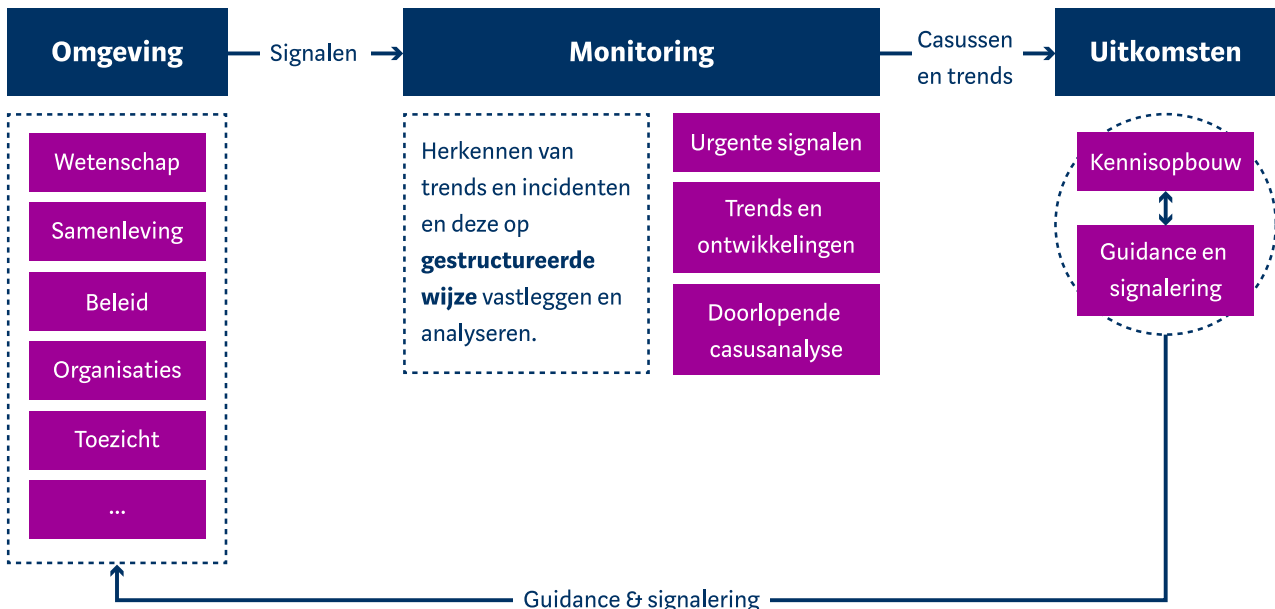 Omgeving
Signalen
Monitoring
Casussen
en trends
Uitkomsten
Wetenschap
Samenleving
Beleid
Organisaties
Toezicht
...
Herkennen van
trends en incidenten
en deze op
gestructureerde
wijze vastleggen en
analyseren.
Urgente signalen
Trends en
ontwikkelingen
Doorlopende
casusanalyse
Kennisopbouw
Guidance en
signalering
Guidance & signalering